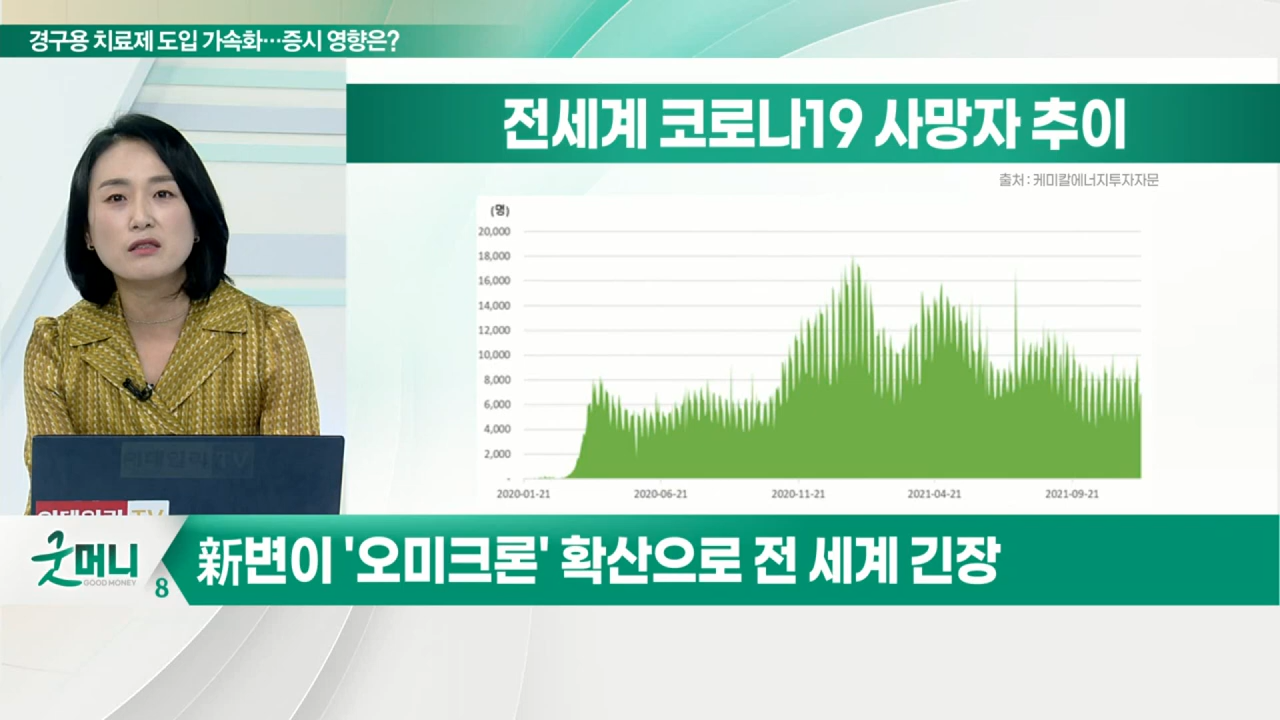 경구용 치료제 도입 가속화…증시 영향은?
전세계 코로나19 사망자 추이
출처 : 케미칼에너지투자자문
(명)
20,000
18,000
16,000
14,000
12,000
10,000
8,000
6,000
4,000
2,000
-
2020-01-21 2020-06-21 2020-11-21 2021-04-21 2021-09-21
이데일리 TV
굿머니
GOOD MONEY
8
新변이 '오미크론' 확산으로 전 세계 긴장